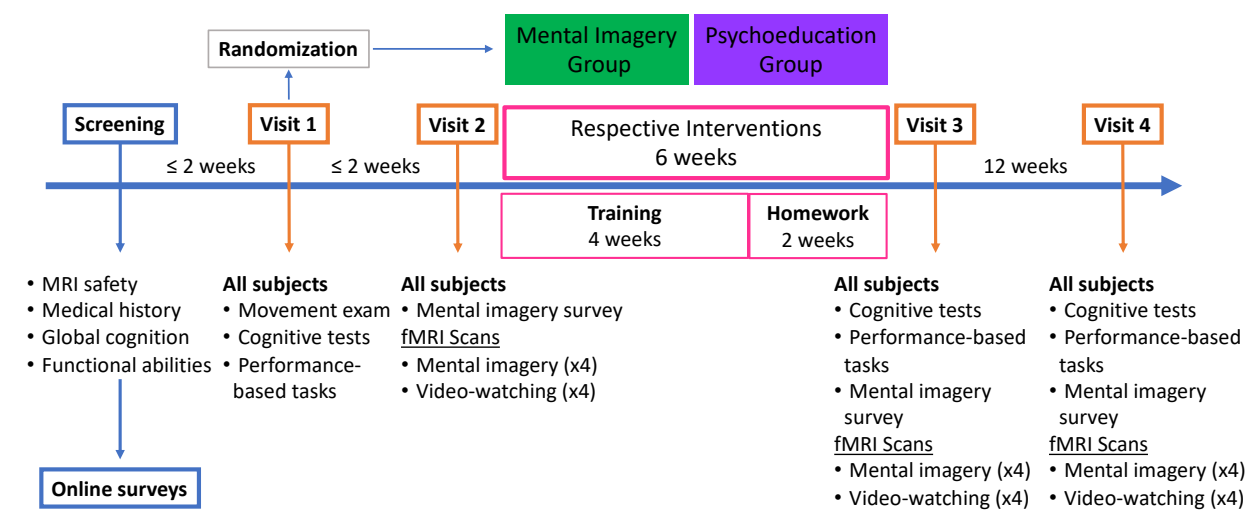 Randomization
Mental Imagery
Group
Psychoeducation
Group
Screening
Visit 1
Visit 2
Respective Interventions
6 weeks
Visit 3
Visit 4
≤ 2 weeks
≤ 2 weeks
12 weeks
Training
4 weeks
Homework
2 weeks
• MRI safety
• Medical history
• Global cognition
• Functional abilities
Online surveys
All subjects
• Movement exam
• Cognitive tests
• Performance-
based tasks
All subjects
• Mental imagery survey
fMRI Scans
• Mental imagery (x4)
• Video-watching (x4)
All subjects
• Cognitive tests
• Performance-based
tasks
• Mental imagery
survey
fMRI Scans
• Mental imagery (x4)
• Video-watching (x4)
All subjects
• Cognitive tests
• Performance-based
tasks
• Mental imagery
survey
fMRI Scans
• Mental imagery (x4)
• Video-watching (x4)